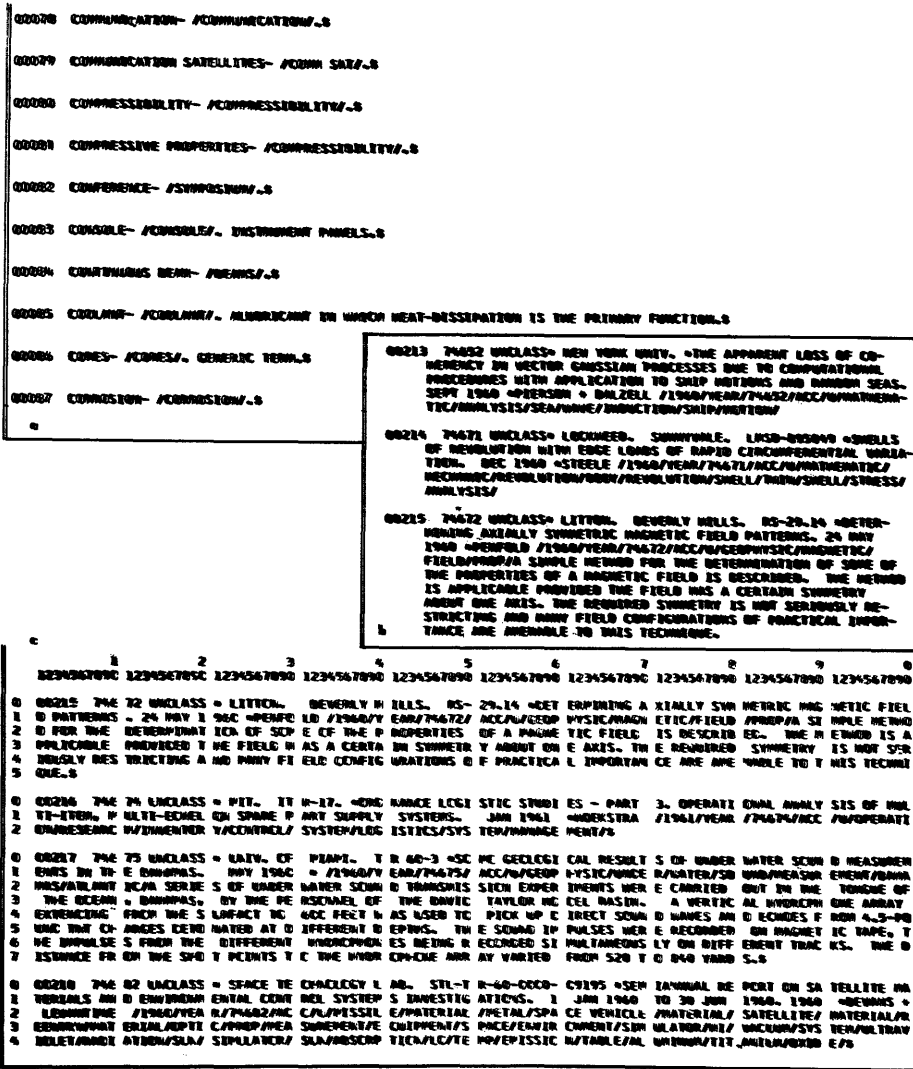 00078 COMMUNICATION- /COMMUNICATION/.$
00079 COMMUNICATION SATELLITES- /COMM SAT/.$
00080 COMPRESSIBILITY- /COMPRESSIBILITY/.$
00081 COMPRESSIVE PROPERTIES- /COMPRESSIBILITY/.$
00082 CONFERENCE- /SYMPOSIUM/.$
00083 CONSOLE- /CONSOLE/. INSTRUMENT PANELS.$
00084 CONTINUOUS BEAM- /BEAMS/.$
00085 COOLANT- /COOLANT/. ALUBRICANT IN WHICH HEAT-DISSIPATION IS THE PRIMARY FUNCTION.$
00086 CORES- /CORES/. GENERIC TERM.$
00087 CORROSION- /CORROSION/.$
a
00213 74652 UNCLASS= NEW YORK UNIV. =THE APPARENT LOSS OF CO-
HERENCY IN VECTOR GAUSSIAN PROCESSES DUE TO COMPUTATIONAL
PROCEDURES WITH APPLICATION TO SHIP MOTIONS AND RANDOM SEAS.
SEPT 1960 =PIERSON + DALZELL /1960/YEAR/74652/ACC/U/MATHEMA-
TIC/ANALYSIS/SEA/WAVE/INDUCTION/SHIP/MOTION/
00214 74671 UNCLASS= LOCKHEED. SUNNYVALE. =SHELLS
OF REVOLUTION WITH EDGE LOADS OF RAPID CIRCUMFERENTIAL VARIA-
TION. DEC 1960 =STEELE /1960/YEAR/74671/ACC/U/MATHEMATIC/
MECHANIC/REVOLUTION/BODY/REVOLUTION/SHELL/THIN/SHELL/STRESS/
ANALYSIS/
00215 74672 UNCLASS= LITTON. BEVERLY HILLS. RS-29.14 =DETER-
MINING AXIALLY SYMMETRIC MAGNETIC FIELD PATTERNS. 24 MAY
1960 =PENFOLD /1960/YEAR/74672/ACC/U/GEOPHYSIC/MAGNETIC/
FIELD/PROP/A SIMPLE METHOD FOR THE DETERMINATION OF SOME OF
THE PROPERTIES OF A MAGNETIC FIELD IS DESCRIBED. THE METHOD
IS APPLICABLE PROVIDED THE FIELD HAS A CERTAIN SYMMETRY
ABOUT ONE AXIS. THE REQUIRED SYMMETRY IS NOT SERIOUSLY RE-
STRICTING AND MANY FIELD CONFIGURATIONS OF PRACTICAL IMPOR-
TANCE ARE AMENABLE TO THIS TECHNIQUE.
b
c
1 2 3 4 5 6 7 8 9 0
1234567890 1234567890 1234567890 1234567890 1234567890 1234567890 1234567890 1234567890 1234567890 1234567890
0 00215 746 72 UNCLASS = LITTON. BEVERLY H ILLS. RS- 29.14 =DET ERMINING A XIALLY SYM METRIC MAG NETIC FIEL
1 D PATTERNS . 24 MAY 1 960 =PENFO LD /1960/Y EAR/74672/ ACC/U/GEOP HYSIC/MAGN ETIC/FIELD /PROP/A SI MPLE METHO
2 D FOR THE DETERMINAT ION OF SOM E OF THE P ROPERTIES OF A MAGNE TIC FIELD IS DESCRIB ED. THE M ETHOD IS A
3 PPLICABLE PROVIDED T HE FIELD H AS A CERTA IN SYMMETR Y ABOUT ON E AXIS. TH E REQUIRED SYMMETRY IS NOT SER
4 IOUSLY RES TRICTING A ND MANY FI ELD CONFIG URATIONS O F PRACTICA L IMPORTAN CE ARE AME NABLE TO T HIS TECHNI
5 QUE.$
0 00216 746 74 UNCLASS = PIT. IT R-17. =ORD NANCE LOGI STIC STUDI ES - PART 3. OPERATI ONAL ANALY SIS OF MUL
1 TI-ITEM, M ULTI-ECHEL ON SPARE P ART SUPPLY SYSTEMS. JAN 1961 =HOEKSTRA /1961/YEAR /74674/ACC /U/OPERATI
2 ON/RESEARC H/INVENTOR Y/CONTROL/ SYSTEM/LOG ISTICS/SYS TEM/MANAGE MENT/$
0 00217 746 75 UNCLASS = UNIV. OF MIAMI. T R 60-3 =SO ME GEOLOGI CAL RESULT S OF UNDER WATER SOUN D MEASUREM
1 ENTS IN TH E BAHAMAS. MAY 1960 = /1960/Y EAR/74675/ ACC/U/GEOP HYSIC/UNDE R/WATER/SO UND/MEASUR EMENT/BAHA
2 MAS/ATLANT IC/A SERIE S OF UNDER WATER SOUN D TRANSMIS SION EXPER IMENTS WER E CARRIED OUT IN THE TONGUE OF
3 THE OCEAN , BAHAMAS, BY THE PE RSONNEL OF THE DAVID TAYLOR MO DEL BASIN. A VERTIC AL HYDROPH ONE ARRAY
4 EXTENDING FROM THE S URFACE TO 600 FEET W AS USED TO PICK UP D IRECT SOUN D WAVES AN D ECHOES F ROM 4.5-PO
5 UND TNT CH ARGES DETO NATED AT D IFFERENT D EPTHS. TH E SOUND IM PULSES WER E RECORDED ON MAGNET IC TAPE, T
6 HE IMPULSE S FROM THE DIFFERENT HYDROPHON ES BEING R ECORDED SI MULTANEOUS LY ON DIFF ERENT TRAC KS. THE D
7 ISTANCE FR OM THE SHO T POINTS T O THE HYDR OPHONE ARR AY VARIED FROM 520 T O 840 YARD S.$
0 00218 746 82 UNCLASS = SPACE TE CHNOLOGY L AB. STL-T R-60-0000- =SEM IANNUAL RE PORT ON SA TELLITE MA
1 TERIALS AN D ENVIRONM ENTAL CONT ROL SYSTEM S INVESTIG ATIONS. 1 JAN 1960 TO 30 JUN 1960. 1960 =BEVANS +
2 /1960/YEA R/74682/AC C/U/MISSIL E/MATERIAL /METAL/SPA CE VEHICLE /MATERIAL/ SATELLITE/ MATERIAL/R
3 ERIAL/OPTI C/PROP/MEA SUREMENT/E QUIPMENT/S PACE/ENVIR ONMENT/SIM ULATOR/HI/ VACUUM/SYS TEM/ULTRAV
4 IOLET/RADI ATION/SUN/ SIMULATOR/